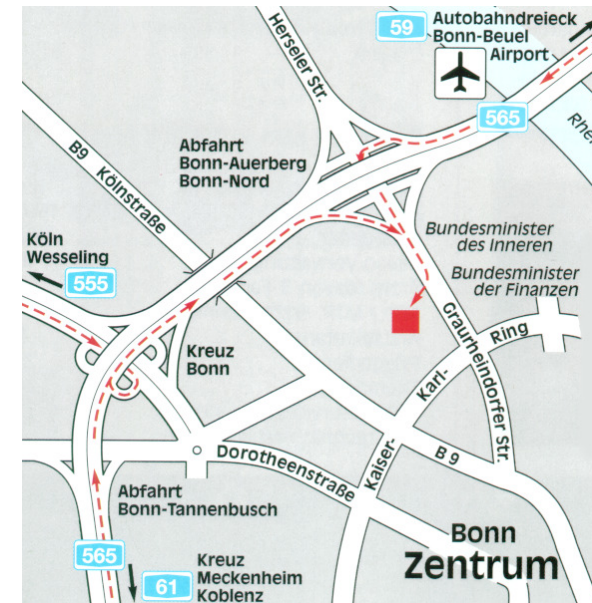 59
Autobahndreieck
Bonn-Beuel
Airport
Herseler Str.
565
Rhei
B9 Kölnstraße
Abfahrt
Bonn-Auerberg
Bonn-Nord
Köln
Wesseling
555
Bundesminister
des Inneren
Bundesminister
der Finanzen
Kreuz
Bonn
Graurheindorfer Str.
Kaiser-
Karl-
Ring
B9
Dorotheenstraße
Abfahrt
Bonn-Tannenbusch
565
61
Kreuz
Meckenheim
Koblenz
Bonn
Zentrum